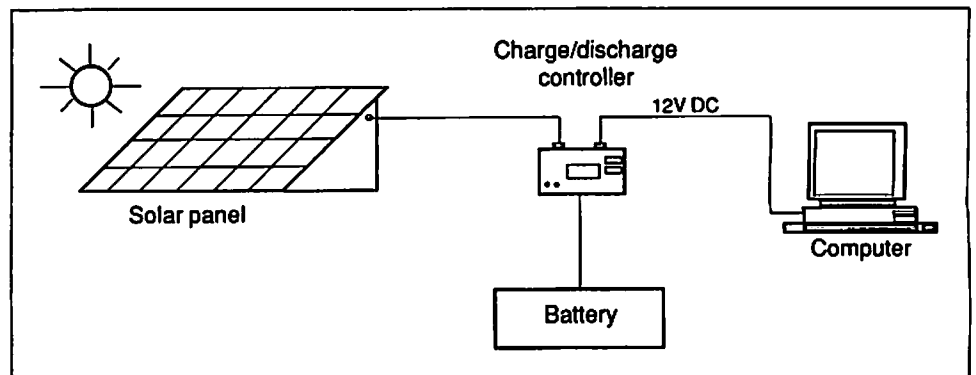 Charge/discharge
controller
12V DC
Solar panel
Computer
Battery